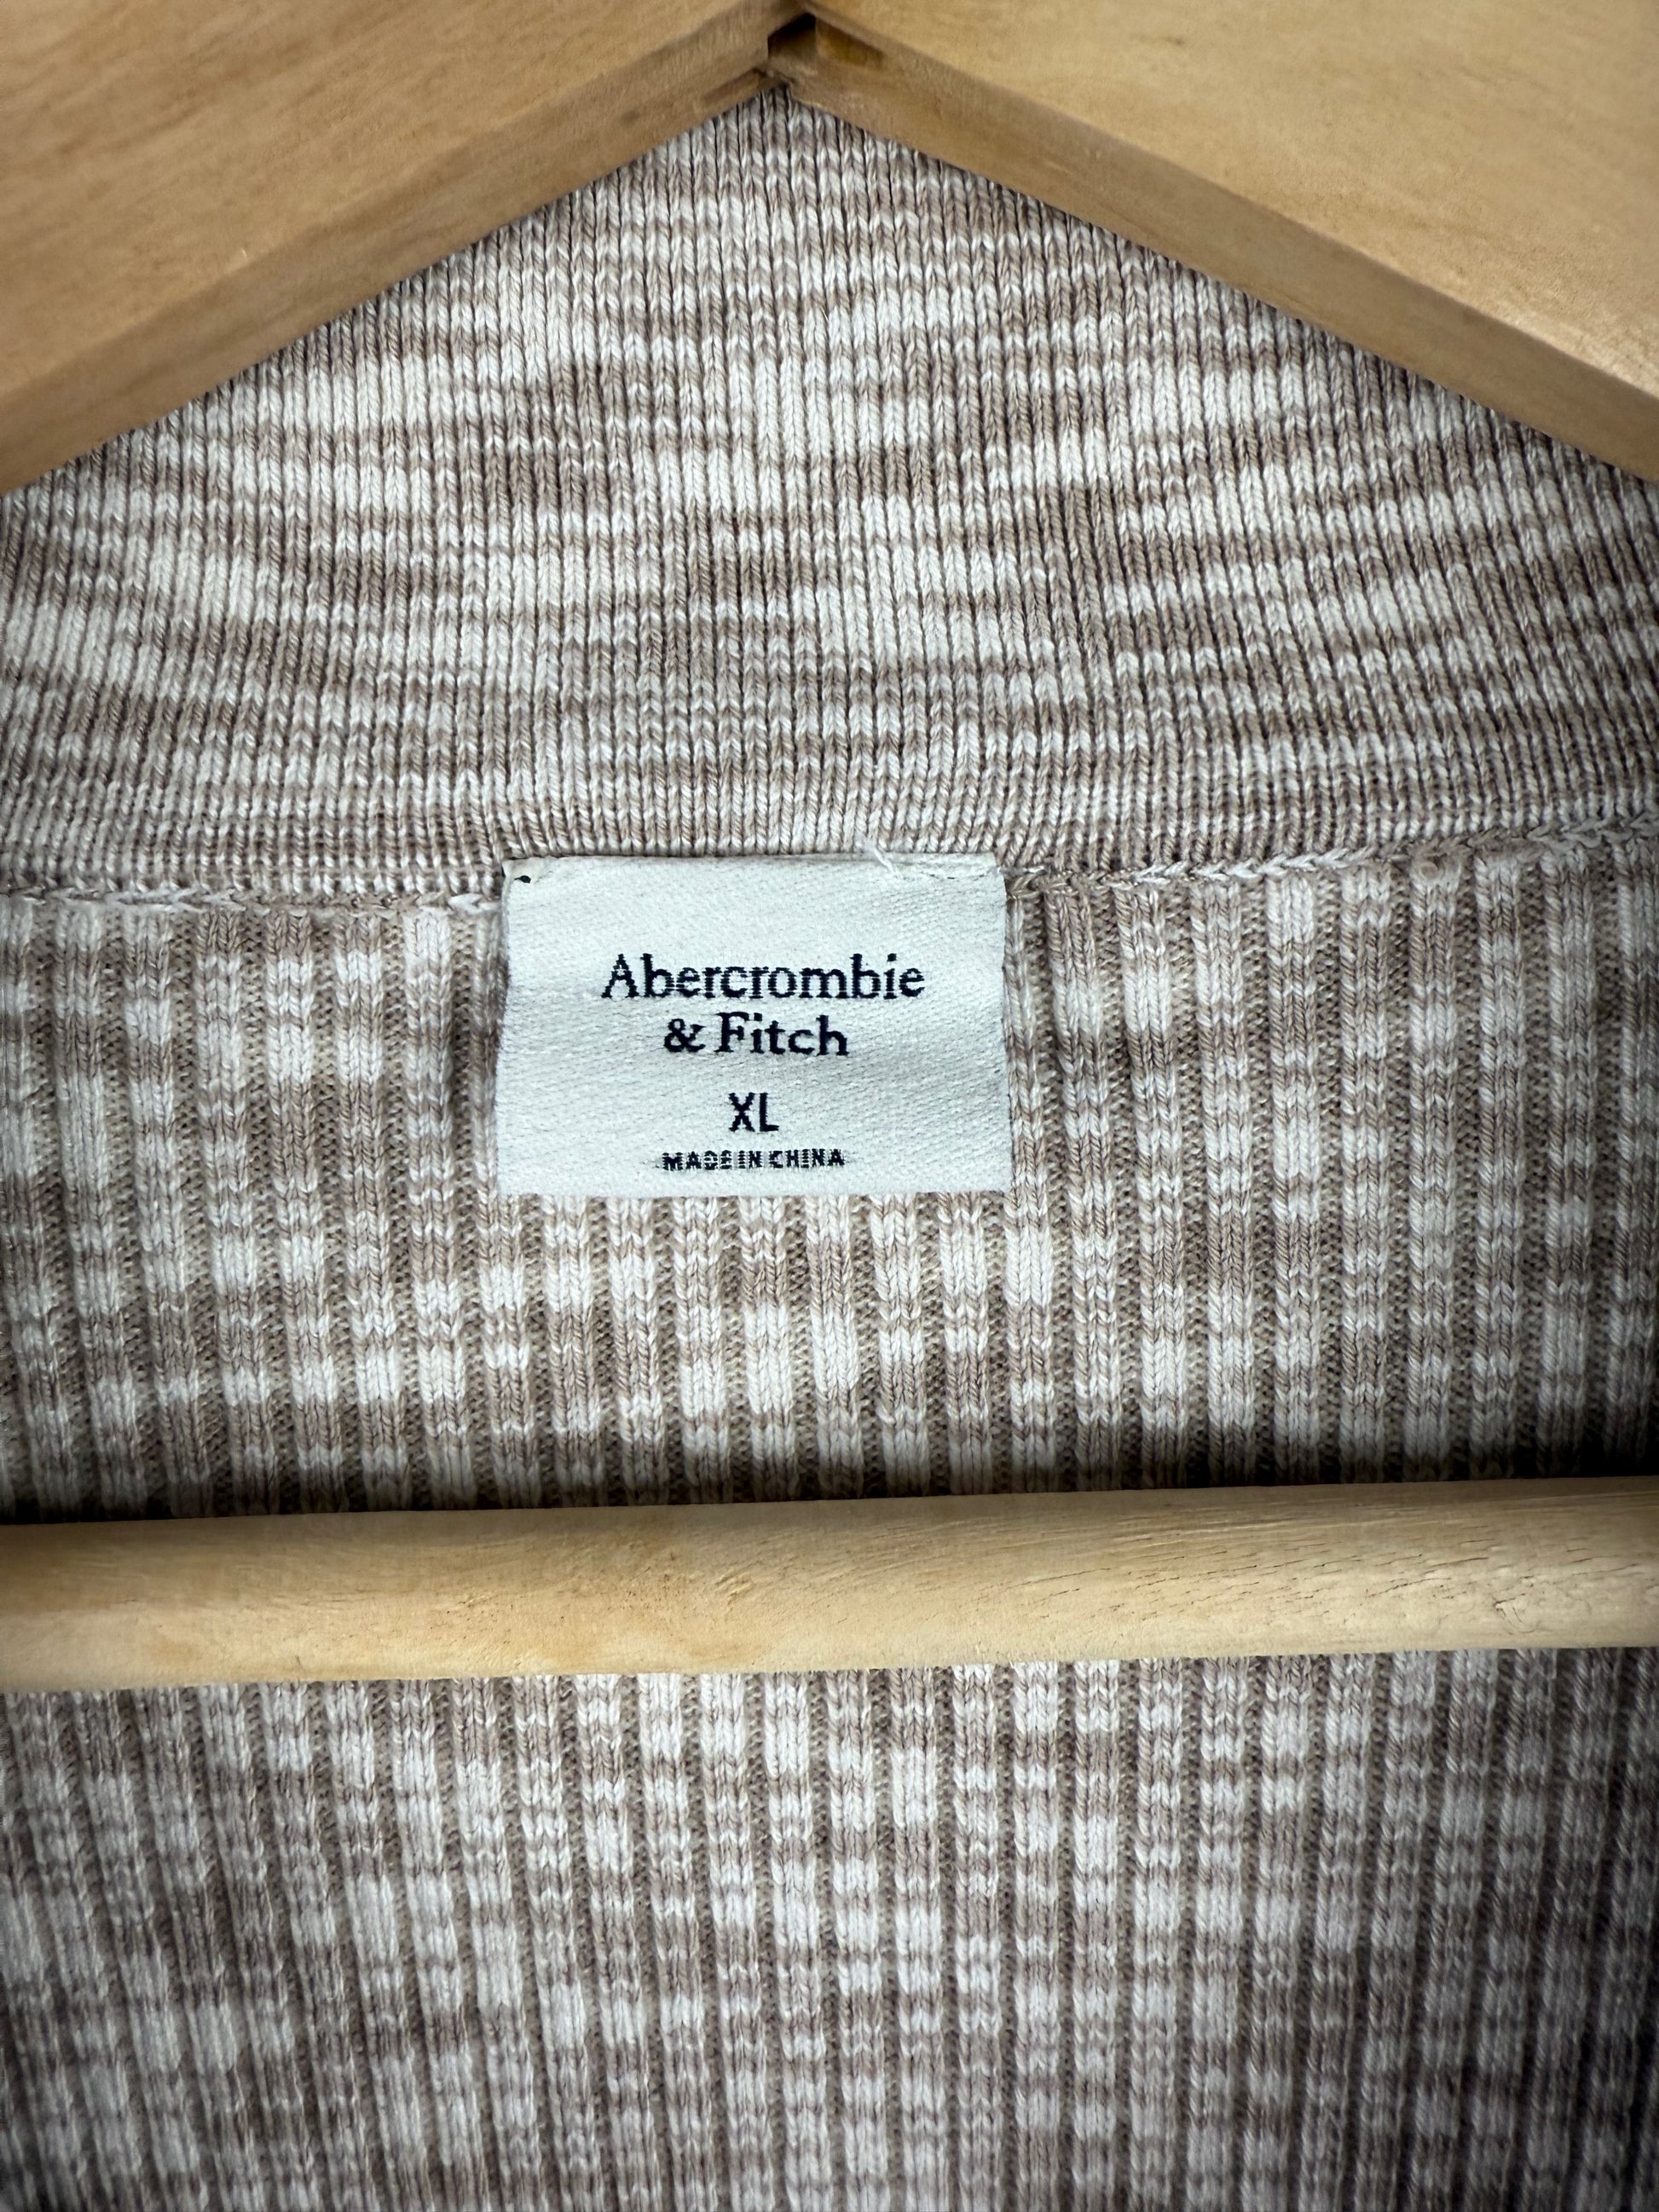 Abercrombie
& Fitch
XL
MADE IN CHINA